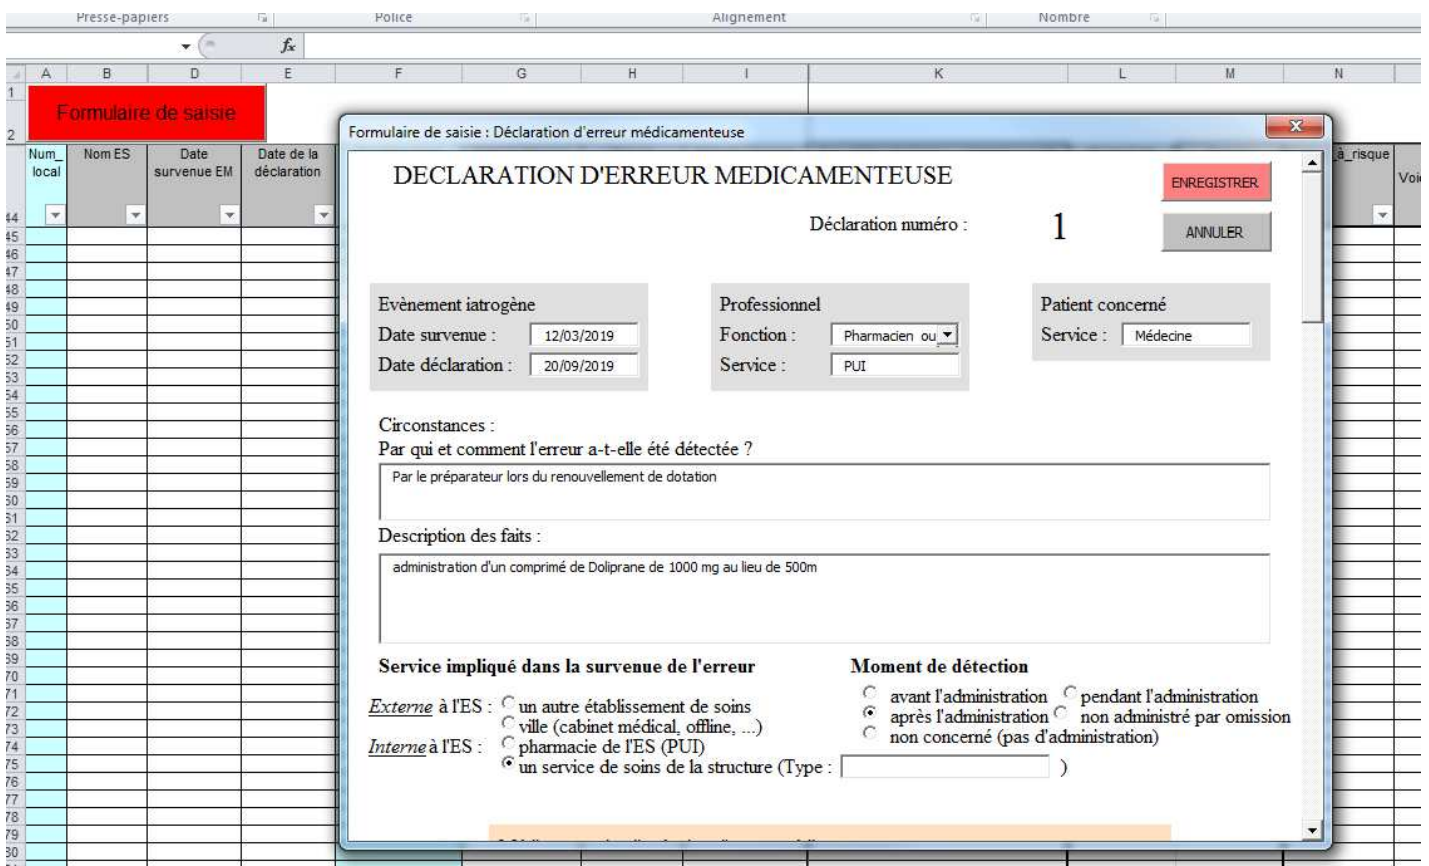 Presse-papiers Police Alignement Nombre
fx
A B D E F G H I K L M N
1
Formulaire de saisie
2
Formulaire de saisie : Déclaration d'erreur médicamenteuse
Num_ local Nom ES Date survenue EM Date de la déclaration
à_risque
44
DECLARATION D'ERREUR MEDICAMENTEUSE
ENREGISTRER
Déclaration numéro : 1
ANNULER
Evènement iatrogène
Date survenue : 12/03/2019
Date déclaration : 20/09/2019
Professionnel
Fonction : Pharmacien ou
Service : PUI
Patient concerné
Service : Médecine
Circonstances :
Par qui et comment l'erreur a-t-elle été détectée ?
Par le préparateur lors du renouvellement de dotation
Description des faits :
administration d'un comprimé de Doliprane de 1000 mg au lieu de 500m
Service impliqué dans la survenue de l'erreur
Externe à l'ES : un autre établissement de soins
ville (cabinet médical, offline, ...)
Interne à l'ES : pharmacie de l'ES (PUI)
un service de soins de la structure (Type : )
Moment de détection
avant l'administration pendant l'administration
après l'administration non administré par omission
non concerné (pas d'administration)